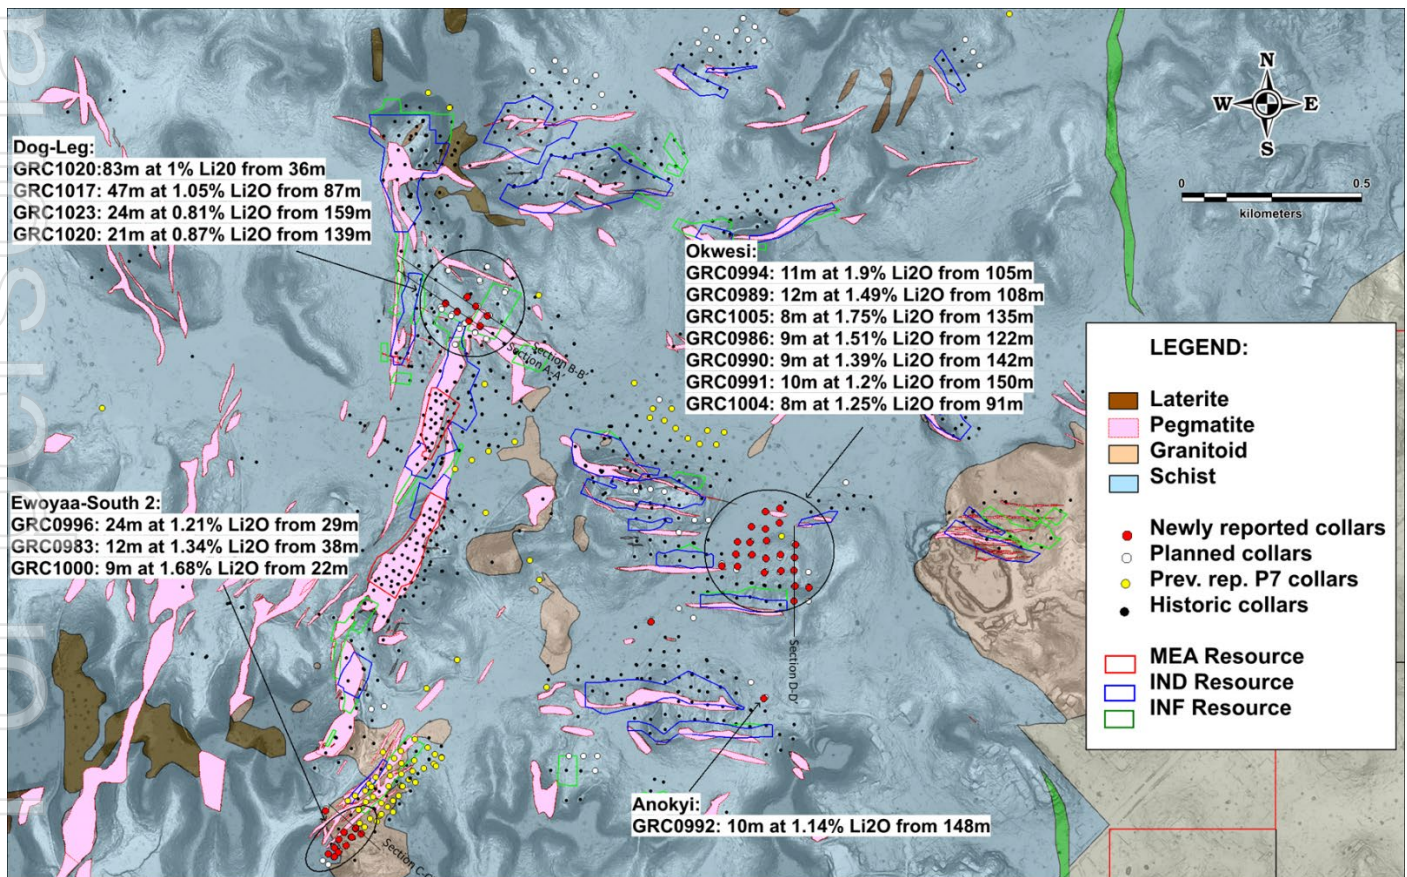 Dog-Leg:
GRC1020:83m at 1% Li20 from 36m
GRC1017: 47m at 1.05% Li2O from 87m
GRC1023: 24m at 0.81% Li2O from 159m
GRC1020: 21m at 0.87% Li2O from 139m
N
W E
S
0 0.5
kilometers
Okwesi:
GRC0994: 11m at 1.9% Li2O from 105m
GRC0989: 12m at 1.49% Li2O from 108m
GRC1005: 8m at 1.75% Li2O from 135m
GRC0986: 9m at 1.51% Li2O from 122m
GRC0990: 9m at 1.39% Li2O from 142m
GRC0991: 10m at 1.2% Li2O from 150m
GRC1004: 8m at 1.25% Li2O from 91m
Section B-B'
Section A-A'
LEGEND:
Laterite
Pegmatite
Granitoid
Schist
Newly reported collars
Planned collars
Prev. rep. P7 collars
Historic collars
MEA Resource
IND Resource
INF Resource
Ewoyaa-South 2:
GRC0996: 24m at 1.21% Li2O from 29m
GRC0983: 12m at 1.34% Li2O from 38m
GRC1000: 9m at 1.68% Li2O from 22m
Section D-D'
Anokyi:
GRC0992: 10m at 1.14% Li2O from 148m
Section C-C'